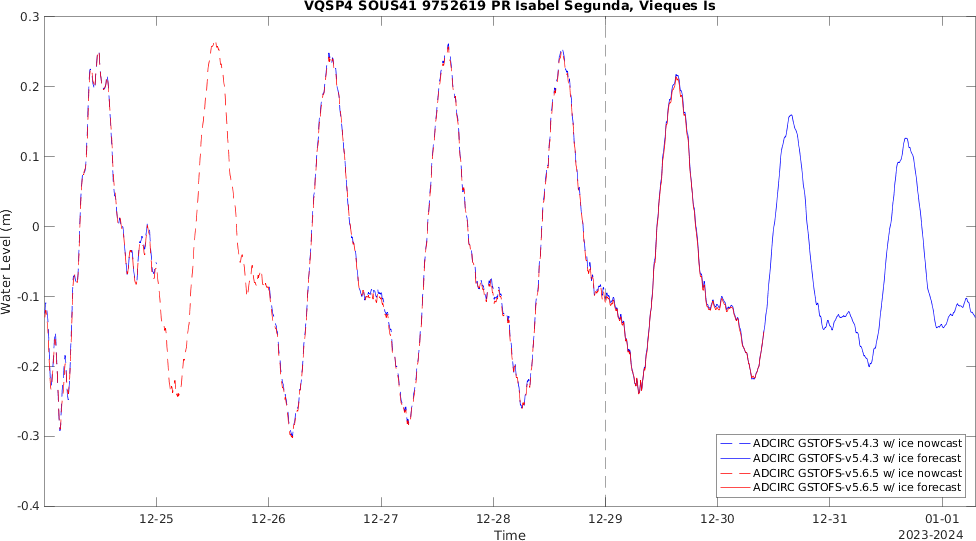 VQSP4 SOUS41 9752619 PR Isabel Segunda, Vieques Is
0.3
0.2
0.1
0
-0.1
-0.2
-0.3
-0.4
Water Level (m)
ADCIRC GSTOFS-v5.4.3 w/ ice nowcast
ADCIRC GSTOFS-v5.4.3 w/ ice forecast
ADCIRC GSTOFS-v5.6.5 w/ ice nowcast
ADCIRC GSTOFS-v5.6.5 w/ ice forecast
12-25 12-26 12-27 12-28 12-29 12-30 12-31 01-01
Time
2023-2024